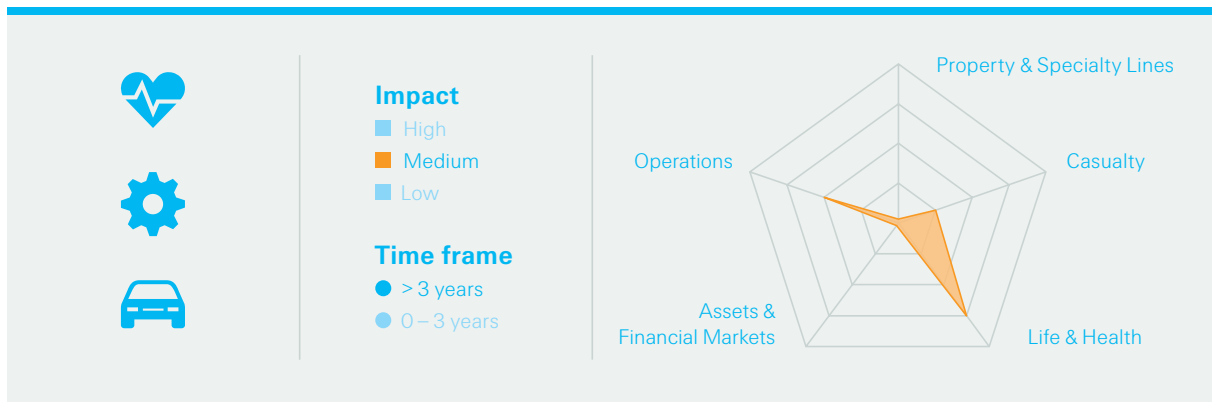 Impact
High
Medium
Low
Time frame
> 3 years
0 – 3 years
Property & Specialty Lines
Operations
Casualty
Assets &
Financial Markets
Life & Health